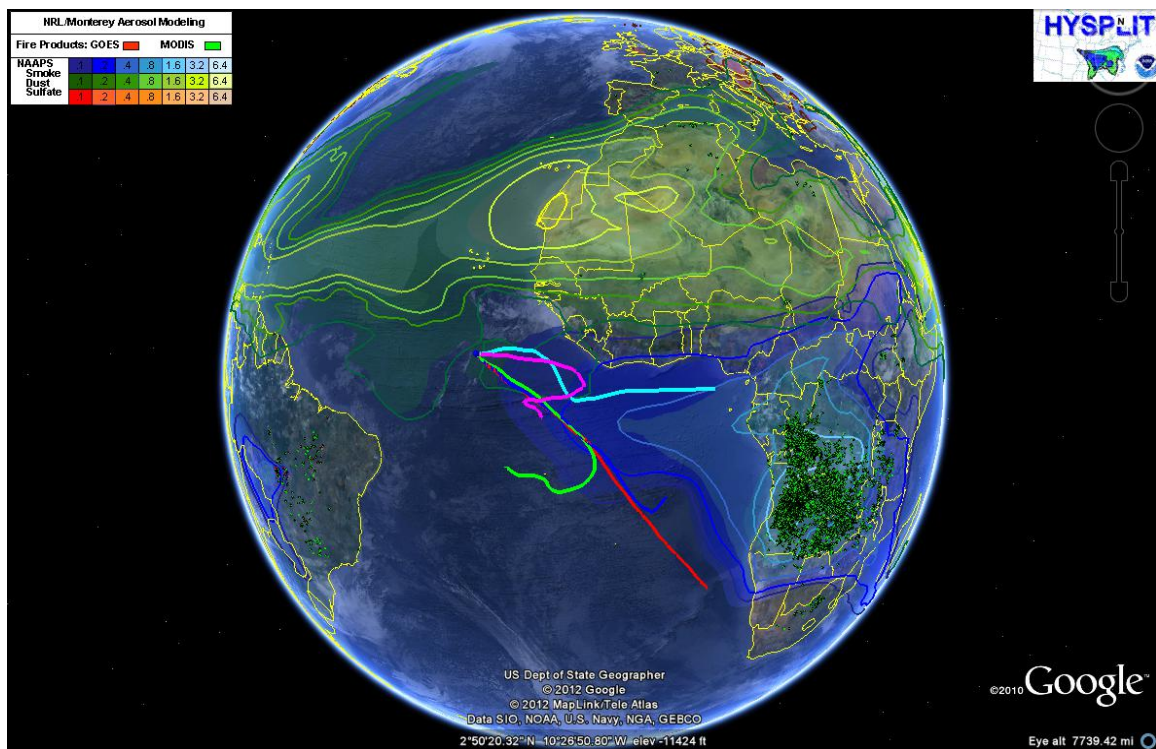 NRL/Monterey Aerosol Modeling
Fire Products: GOES MODIS
NAAPS
Smoke .1 .2 .4 .8 1.6 3.2 6.4
Dust .1 .2 .4 .8 1.6 3.2 6.4
Sulfate .1 .2 .4 .8 1.6 3.2 6.4
HYSPLIT
N
US Dept of State Geographer
© 2012 Google
© 2012 MapLink/Tele Atlas
Data SIO, NOAA, U.S. Navy, NGA, GEBCO
2°50'20.32" N 10°26'50.80" W elev -11424 ft
©2010 Google™
Eye alt 7739.42 mi